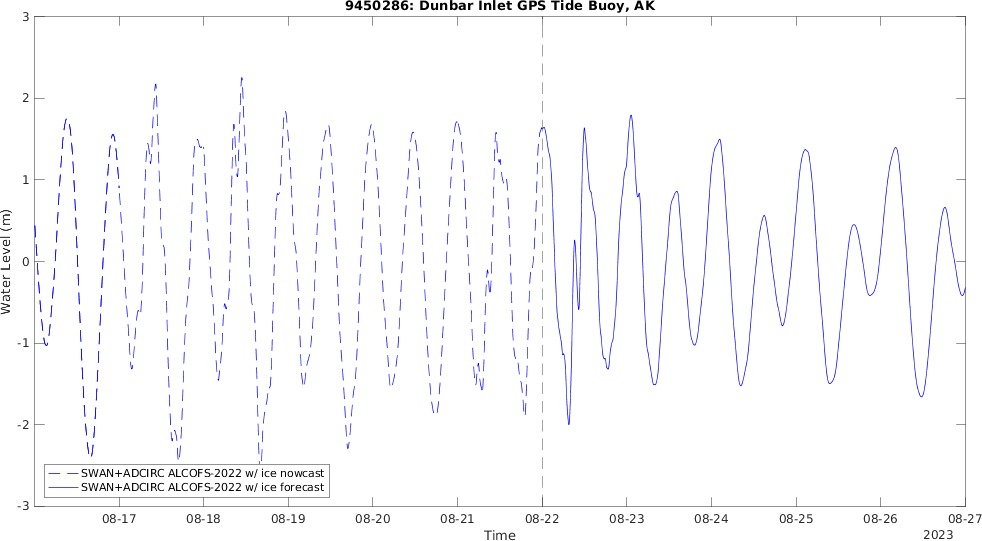 9450286: Dunbar Inlet GPS Tide Buoy, AK
3
2
1
0
-1
-2
-3
Water Level (m)
SWAN+ADCIRC ALCOFS-2022 w/ ice nowcast
SWAN+ADCIRC ALCOFS-2022 w/ ice forecast
08-17 08-18 08-19 08-20 08-21 08-22 08-23 08-24 08-25 08-26 08-27
Time 2023